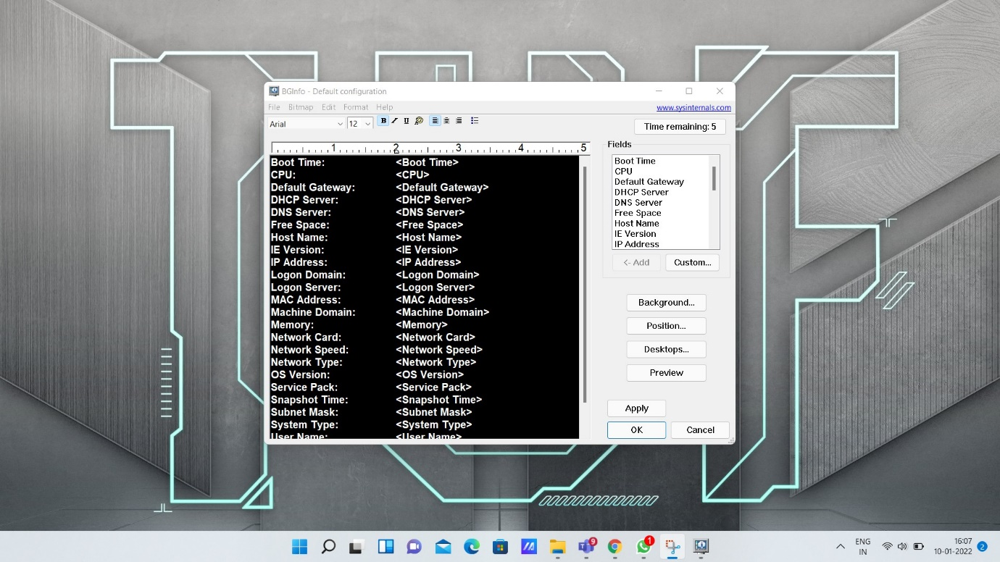 BGInfo - Default configuration
File Bitmap Edit Format Help
www.sysinternals.com
Arial 12 B I U
Time remaining: 5
1 2 3 4 5
Boot Time: <Boot Time>
CPU: <CPU>
Default Gateway: <Default Gateway>
DHCP Server: <DHCP Server>
DNS Server: <DNS Server>
Free Space: <Free Space>
Host Name: <Host Name>
IE Version: <IE Version>
IP Address: <IP Address>
Logon Domain: <Logon Domain>
Logon Server: <Logon Server>
MAC Address: <MAC Address>
Machine Domain: <Machine Domain>
Memory: <Memory>
Network Card: <Network Card>
Network Speed: <Network Speed>
Network Type: <Network Type>
OS Version: <OS Version>
Service Pack: <Service Pack>
Snapshot Time: <Snapshot Time>
Subnet Mask: <Subnet Mask>
System Type: <System Type>
User Name: <User Name>
Fields
Boot Time
CPU
Default Gateway
DHCP Server
DNS Server
Free Space
Host Name
IE Version
IP Address
<- Add Custom...
Background...
Position...
Desktops...
Preview
Apply
OK Cancel
9
1
ENG
IN
16:07
10-01-2022
2